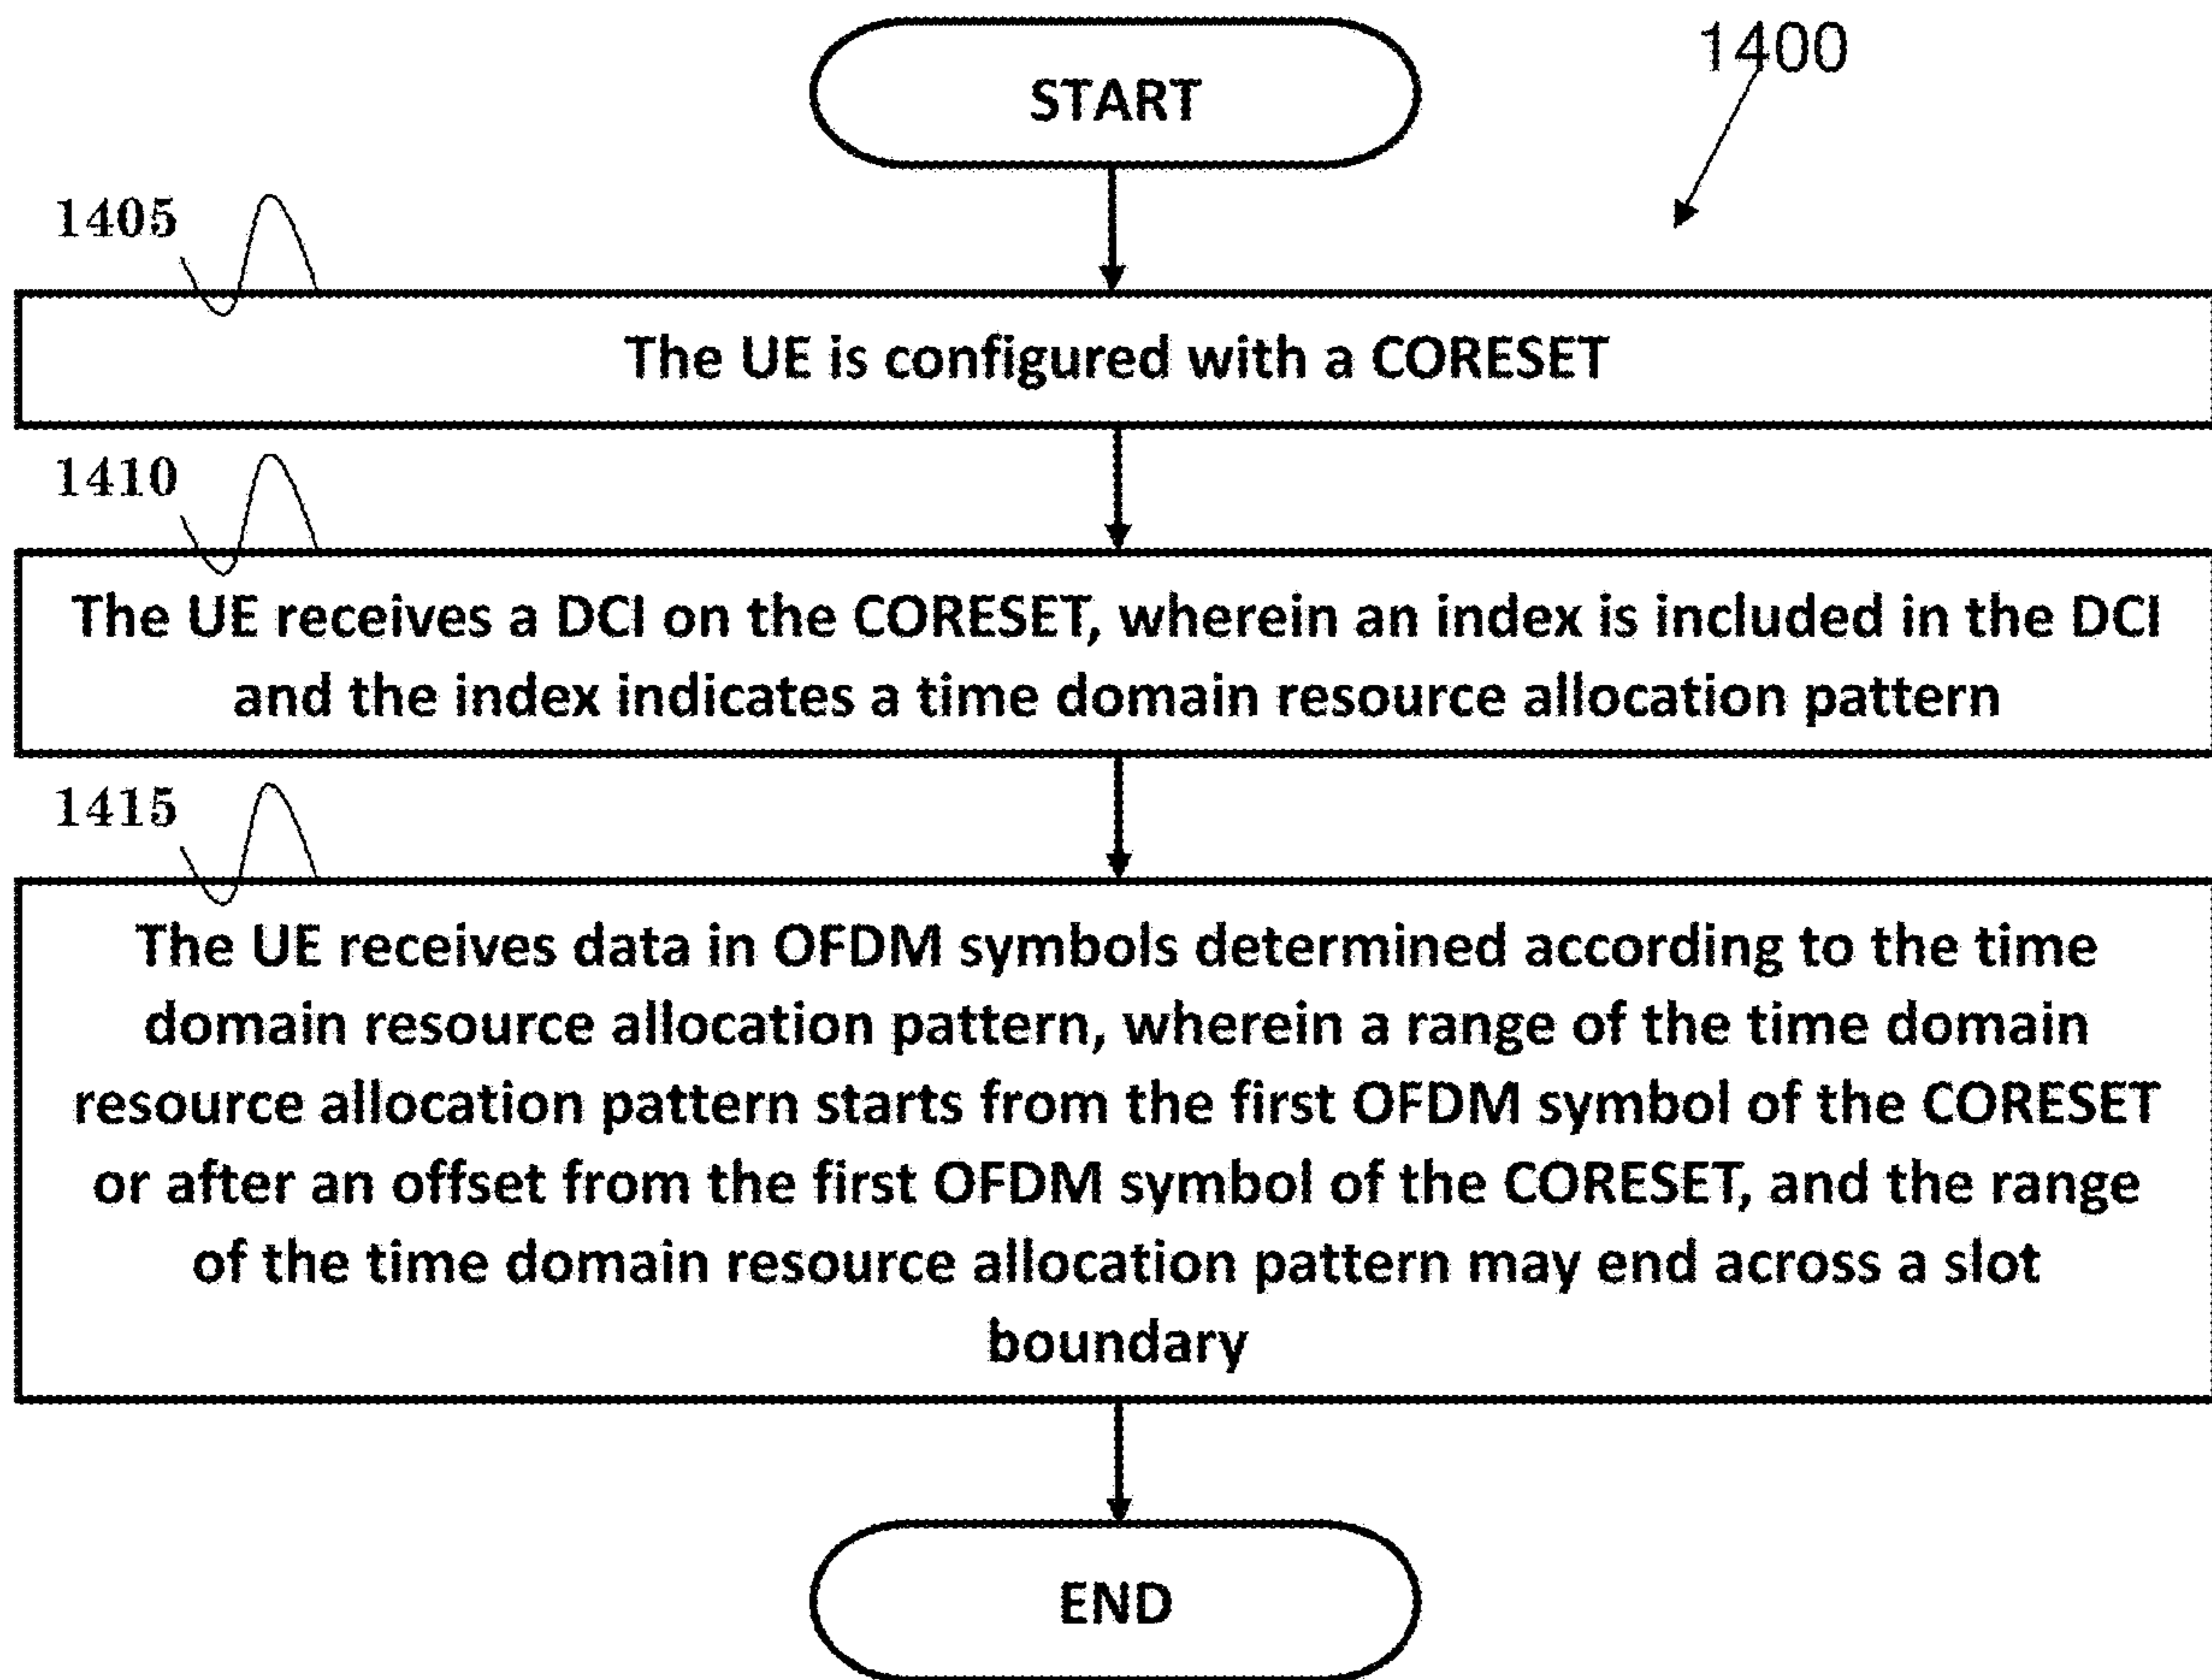 START
1400
1405
The UE is configured with a CORESET
1410
The UE receives a DCI on the CORESET, wherein an index is included in the DCI
and the index indicates a time domain resource allocation pattern
1415
The UE receives data in OFDM symbols determined according to the time
domain resource allocation pattern, wherein a range of the time domain
resource allocation pattern starts from the first OFDM symbol of the CORESET
or after an offset from the first OFDM symbol of the CORESET, and the range
of the time domain resource allocation pattern may end across a slot
boundary
END